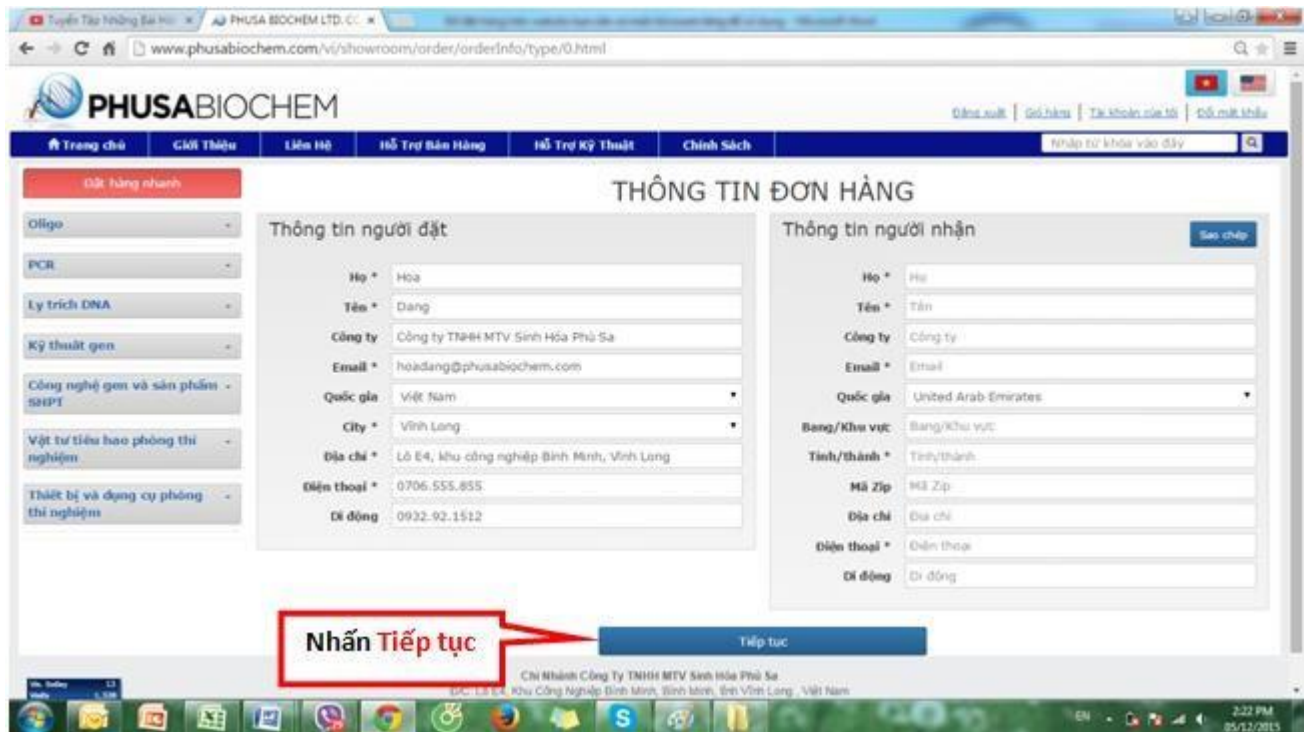 Tuyển Tập Những Bài
PHUSA BIOCHEM LTD. C
www.phusabiochem.com/vi/showroom/order/orderInfo/type/0.html
PHUSABIOCHEM
Đăng xuất | Giỏ hàng | Tài khoản của tôi | Đổi mật khẩu
Trang chủ Giới Thiệu Liên Hệ Hỗ Trợ Bán Hàng Hỗ Trợ Kỹ Thuật Chính Sách Nhập từ khóa vào đây
Đặt hàng nhanh
Oligo
PCR
Ly trích DNA
Kỹ thuật gen
Công nghệ gen và sản phẩm
SHPT
Vật tư tiêu hao phòng thí
nghiệm
Thiết bị và dụng cụ phòng
thí nghiệm
THÔNG TIN ĐƠN HÀNG
Thông tin người đặt
Họ * Hoa
Tên * Dang
Công ty Công ty TNHH MTV Sinh Hóa Phù Sa
Email * hoadang@phusabiochem.com
Quốc gia Việt Nam
City * Vĩnh Long
Địa chỉ * Lô E4, khu công nghiệp Bình Minh, Vĩnh Long
Điện thoại * 0706.555.855
Di động 0932.92.1512
Thông tin người nhận
Sao chép
Họ * Họ
Tên * Tên
Công ty Công ty
Email * Email
Quốc gia United Arab Emirates
Bang/Khu vực Bang/Khu vực
Tỉnh/thành * Tỉnh/thành
Mã Zip Mã Zip
Địa chỉ Địa chỉ
Điện thoại * Điện thoại
Di động Di động
Nhấn Tiếp tục
Tiếp tục
Chi Nhánh Công Ty TNHH MTV Sinh Hóa Phù Sa
Đ/C: Lô E4, Khu Công Nghiệp Bình Minh, Bình Minh, tỉnh Vĩnh Long , Việt Nam
EN
2:22 PM
05/12/2015